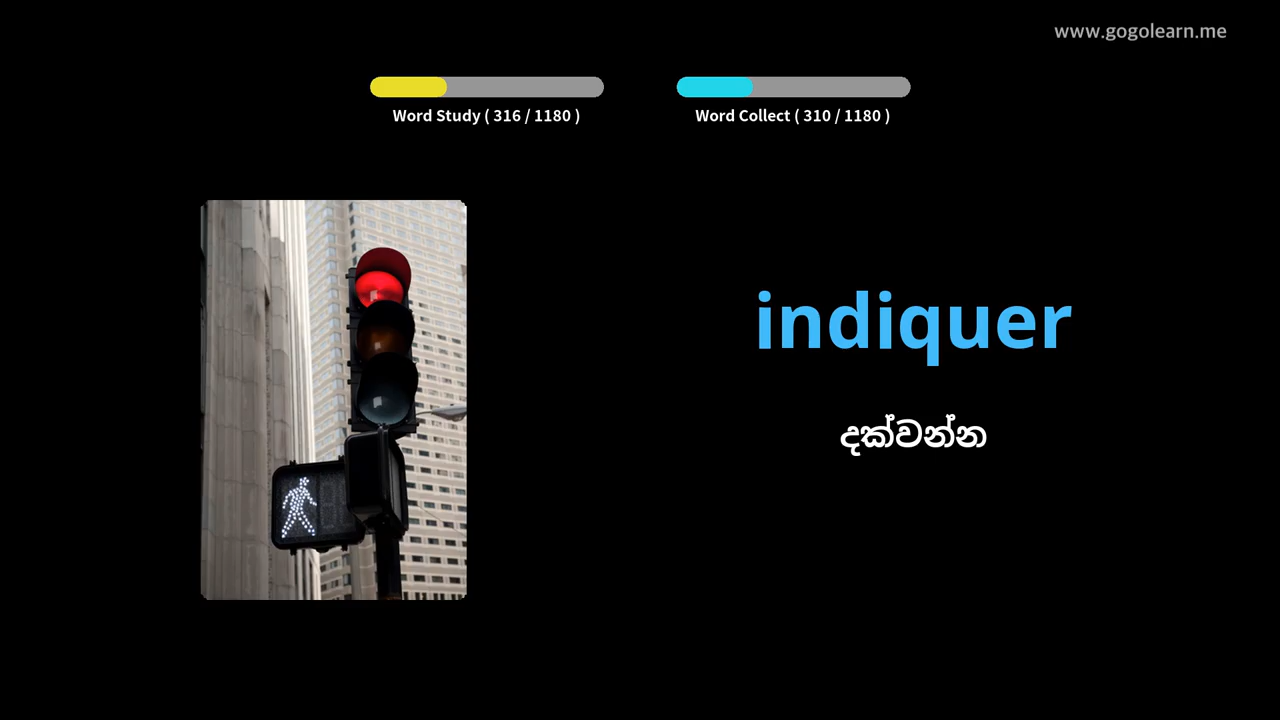 www.gogolearn.me
Word Study ( 316 / 1180 )
Word Collect ( 310 / 1180 )
indiquer
දක්වන්න